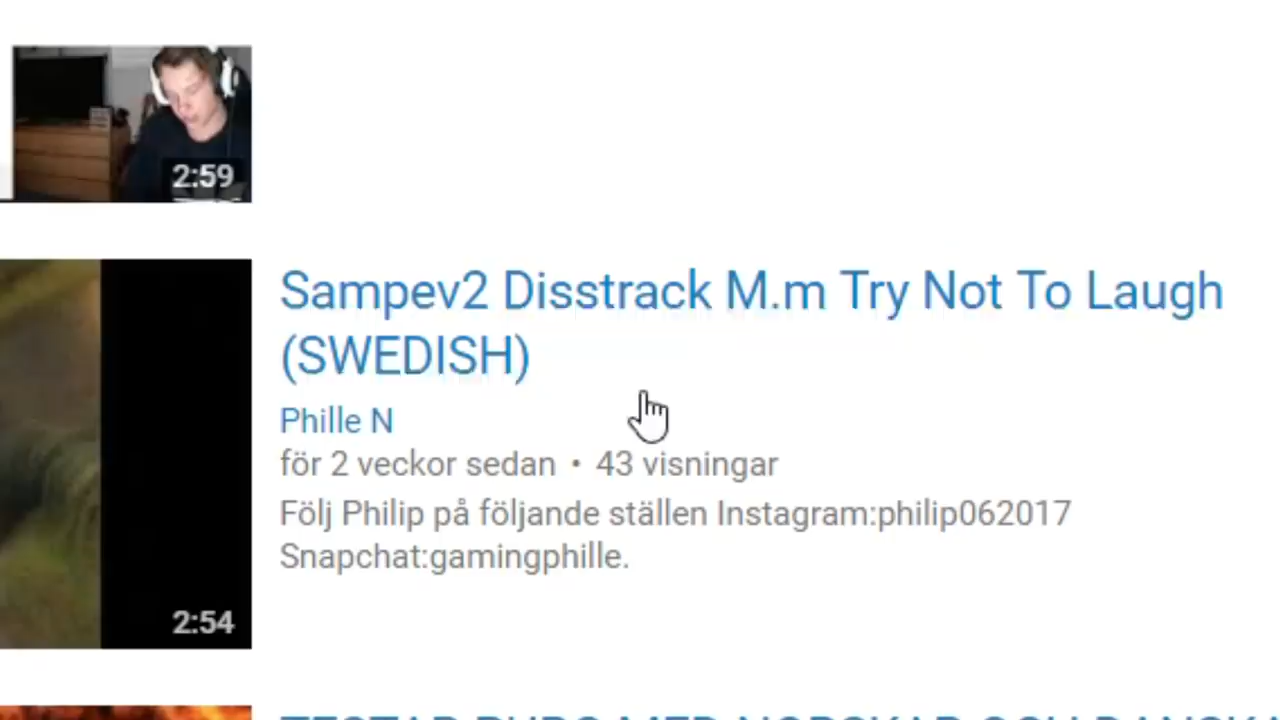 2:59
Sampev2 Disstrack M.m Try Not To Laugh
(SWEDISH)
Phille N
för 2 veckor sedan • 43 visningar
Följ Philip på följande ställen Instagram:philip062017
Snapchat:gamingphille.
2:54